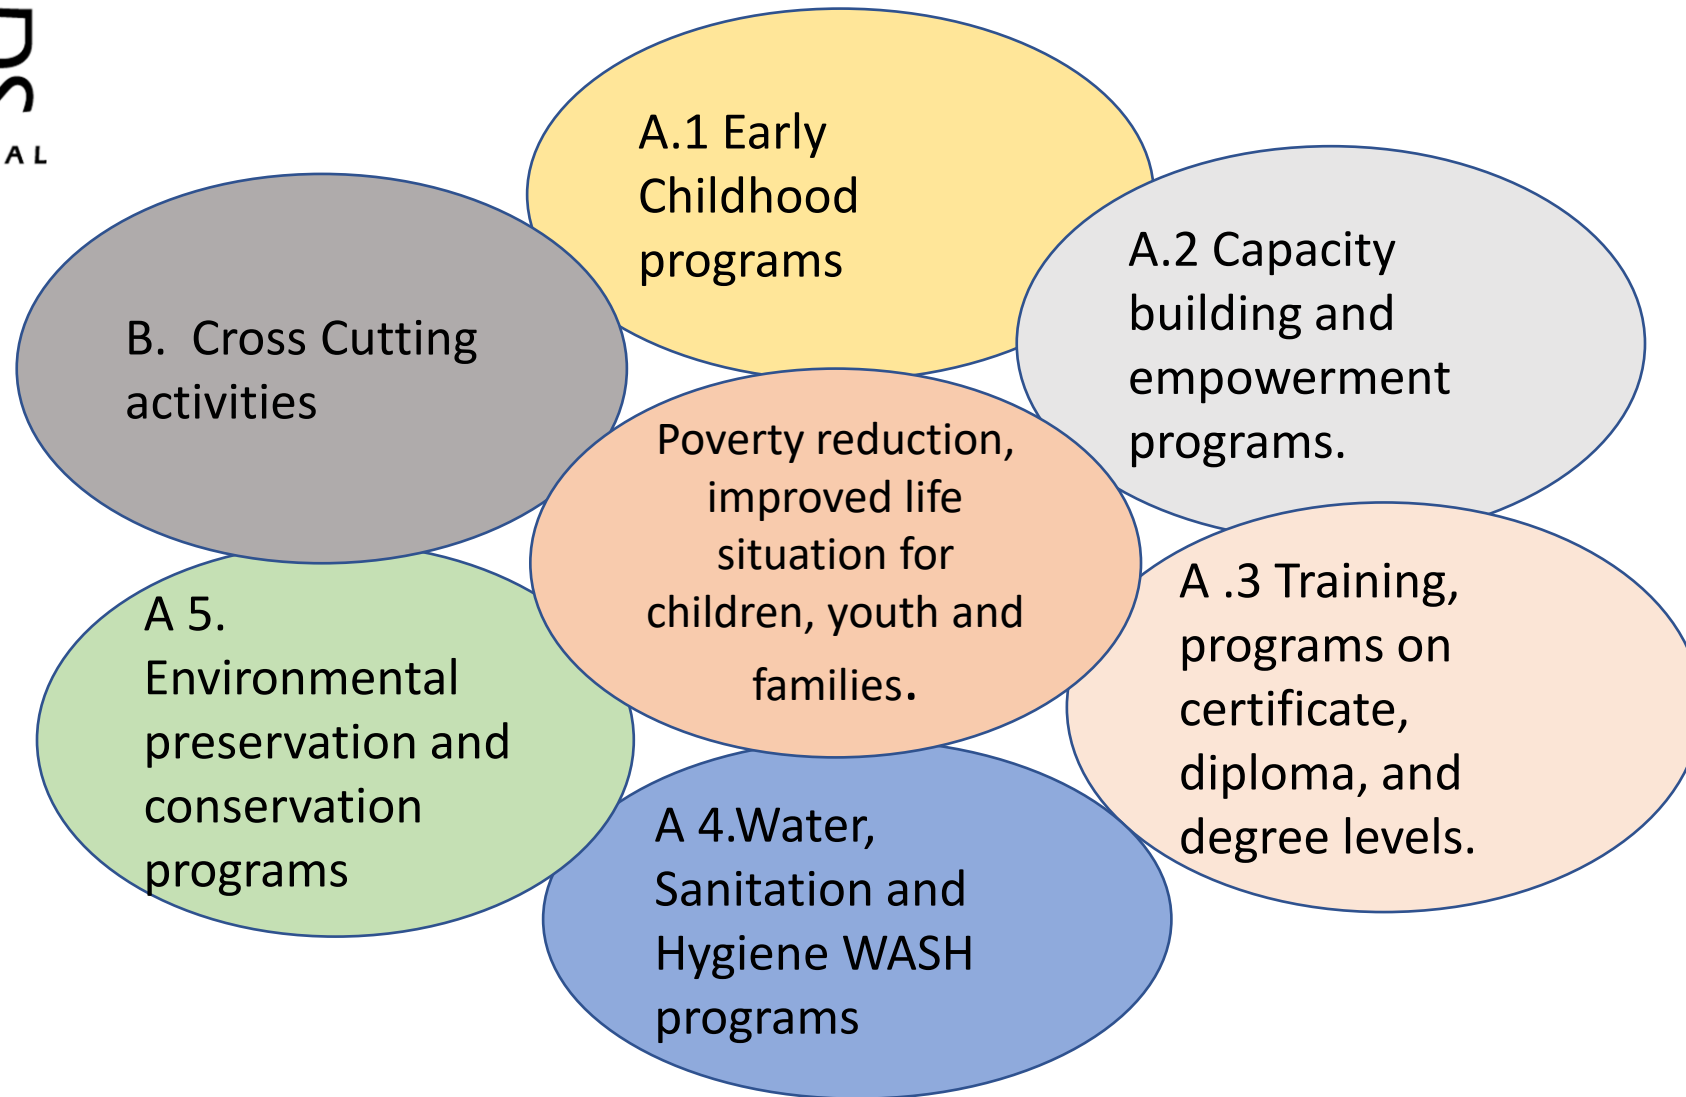 US
AL
A.1 Early
Childhood
programs
A.2 Capacity
building and
empowerment
programs.
B.  Cross Cutting
activities
Poverty reduction,
improved life
situation for
children, youth and
families.
A .3 Training,
programs on
certificate,
diploma, and
degree levels.
A 5.
Environmental
preservation and
conservation
programs
A 4.Water,
Sanitation and
Hygiene WASH
programs